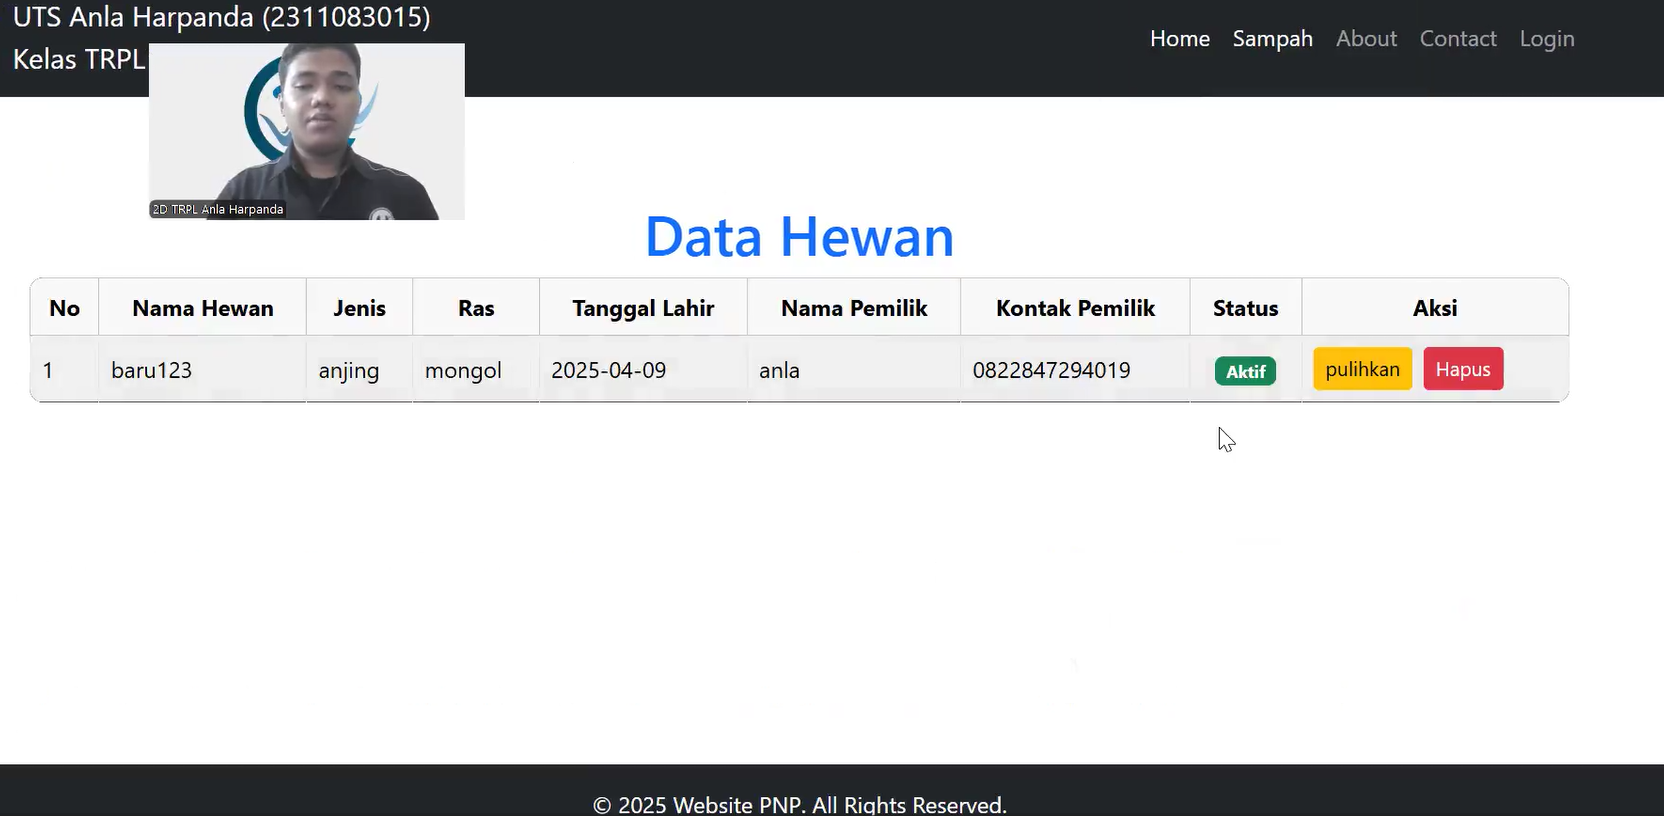 UTS Anla Harpanda (2311083015)
Kelas TRPL
Home Sampah About Contact Login
2D TRPL Anla Harpanda
Data Hewan
No Nama Hewan Jenis Ras Tanggal Lahir Nama Pemilik Kontak Pemilik Status Aksi
1 baru123 anjing mongol 2025-04-09 anla 0822847294019 Aktif pulihkan Hapus
© 2025 Website PNP. All Rights Reserved.